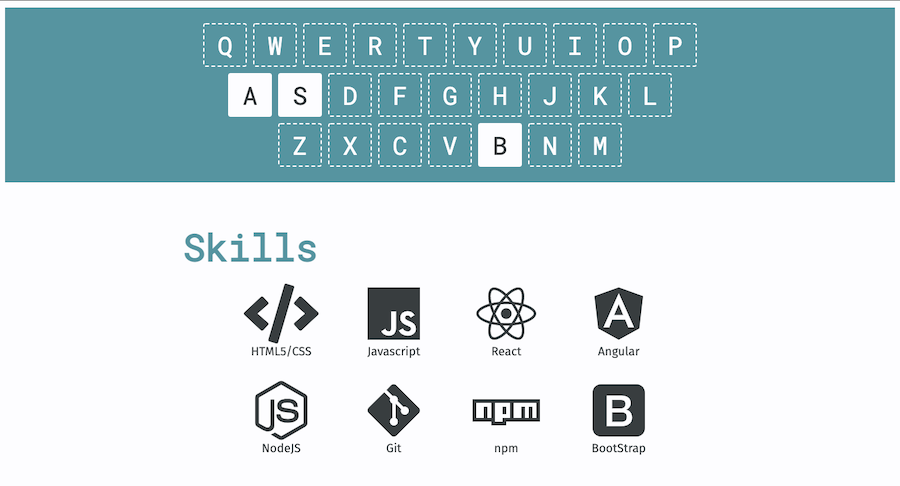 Q W E R T Y U I O P
A S D F G H J K L
Z X C V B N M
Skills
JS
HTML5/CSS Javascript React Angular
JS npm B
NodeJS Git npm BootStrap